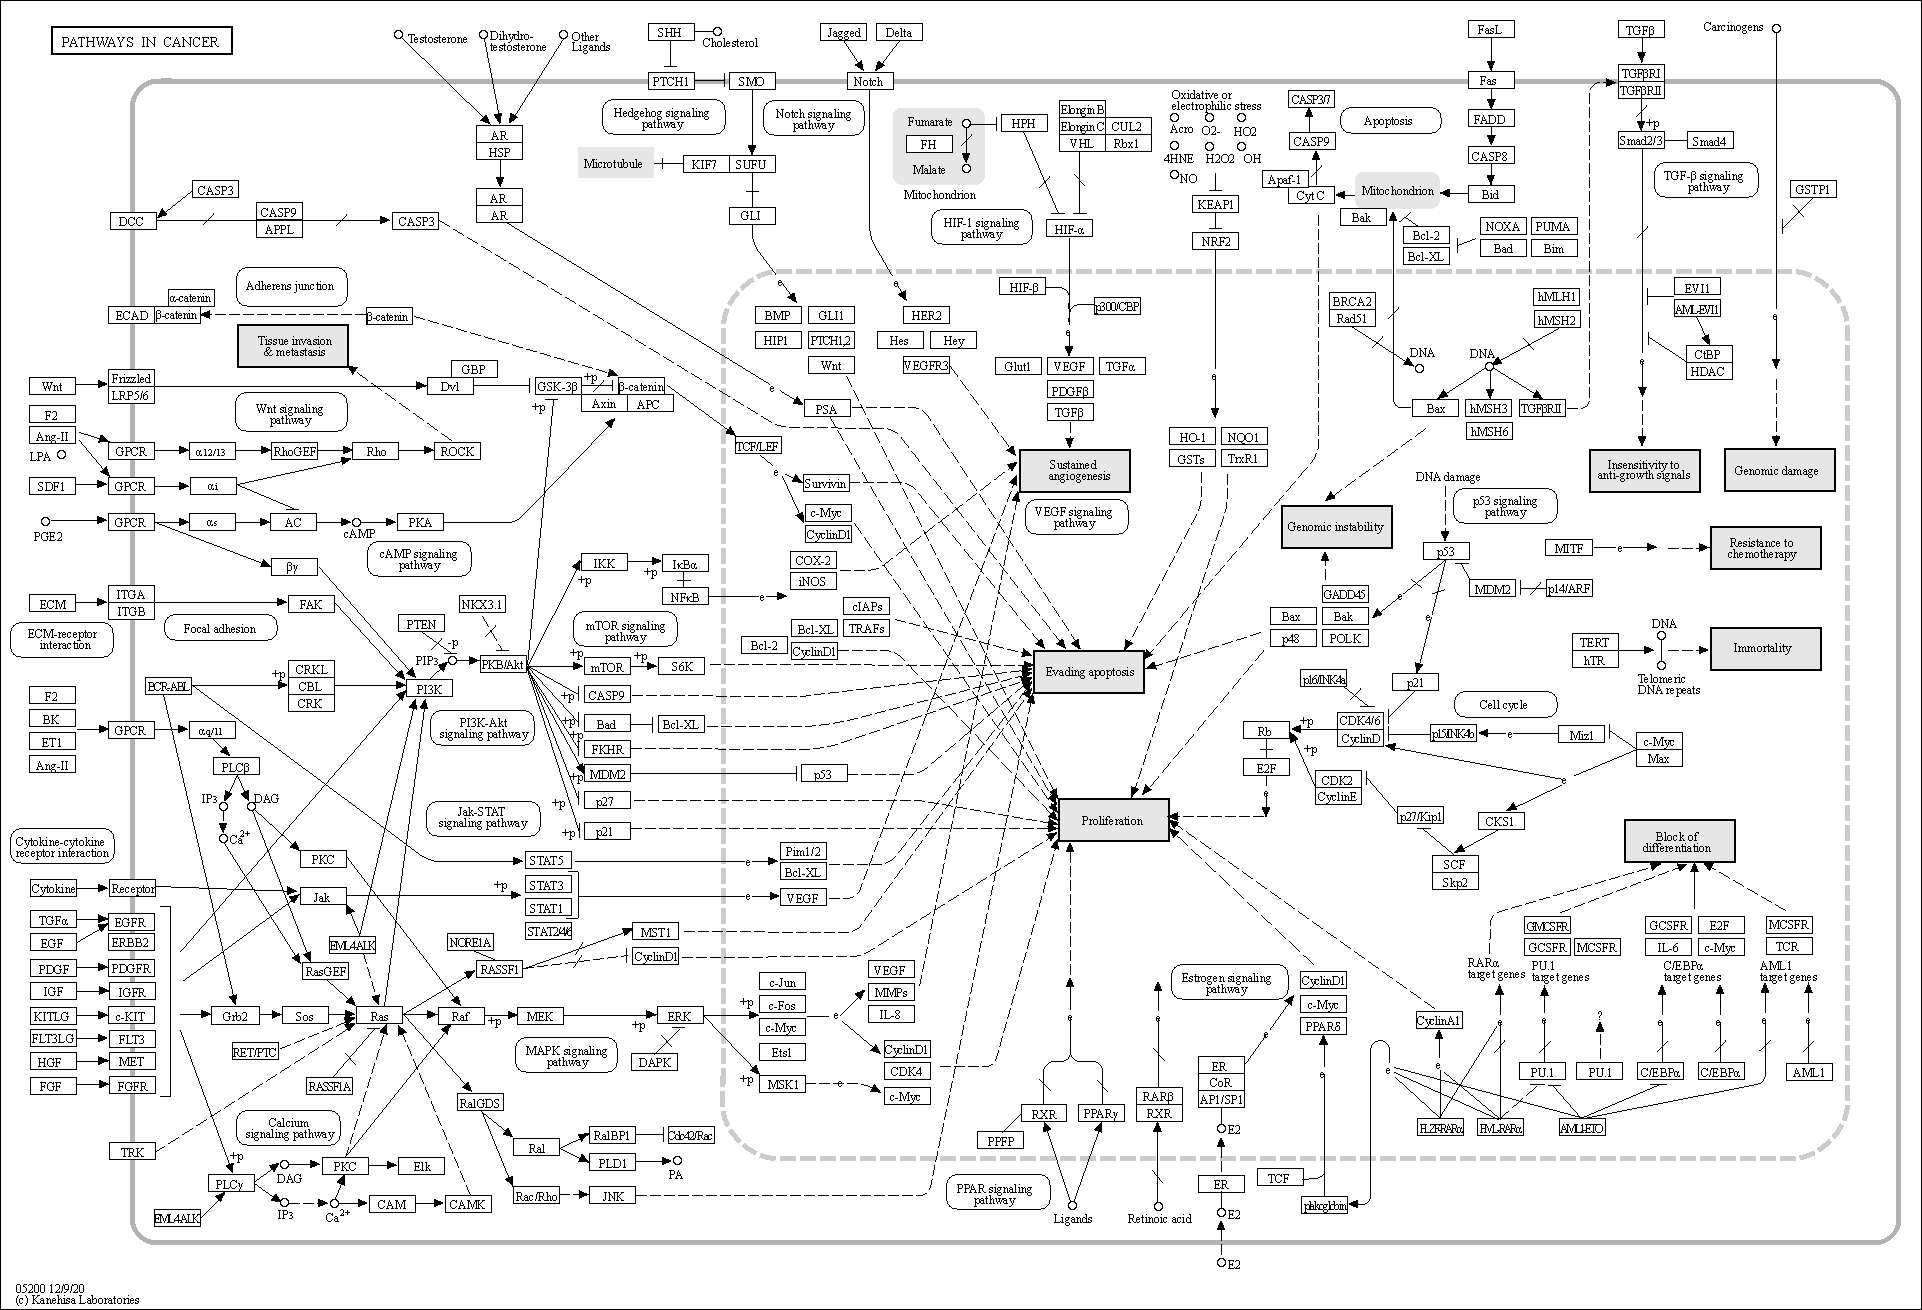 PATHWAYS IN CANCER
Testosterone
Dihydro-
testosterone
Other
Ligands
SHH
Cholesterol
Jagged
Delta
FasL
TGFβ
Carcinogens
PTCH1
SMO
Notch
Fas
TGFβRI
TGFβRII
Hedgehog signaling
pathway
Notch signaling
pathway
Fumarate
FH
Malate
Mitochondrion
HPH
Elongin B
Elongin C
CUL2
VHL
Rbx1
Oxidative or
electrophilic stress
Acro
O2-
HO2
4HNE
H2O2
OH
NO
CASP3/7
CASP9
Apoptosis
FADD
+p
Smad2/3
Smad4
AR
HSP
Microtubule
KIF7
SUFU
CASP8
TGF-β signaling
pathway
Apaf-1
Cyt C
Mitochondrion
Bid
GSTP1
CASP3
AR
AR
DCC
CASP9
APPL
CASP3
GLI
HIF-1 signaling
pathway
HIF-α
KEAP1
NRF2
Bak
Bcl-2
Bcl-XL
NOXA
PUMA
Bad
Bim
Adherens junction
α-catenin
ECAD
β-catenin
β-catenin
e
e
BMP
GLI1
HER2
HIP1
PTCH1,2
Hes
Hey
Wnt
VEGFR3
HIF-β
p300/CBP
e
Glut1
VEGF
TGFα
PDGFβ
TGFβ
BRCA2
Rad51
hMLH1
hMSH2
DNA
DNA
EVI1
AML-EVI1
CtBP
HDAC
e
e
e
Tissue invasion
& metastasis
Wnt
Frizzled
LRP5/6
GBP
Dvl
GSK-3β
+p
+p
β-catenin
Axin
APC
e
PSA
Bax
hMSH3
TGFβRII
hMSH6
Wnt signaling
pathway
F2
Ang-II
LPA
GPCR
α12/13
RhoGEF
Rho
ROCK
TCF/LEF
e
HO-1
NQO1
GSTs
TrxR1
Sustained
angiogenesis
Insensitivity to
anti-growth signals
Genomic damage
SDF1
GPCR
αi
Survivin
c-Myc
CyclinD1
DNA damage
p53 signaling
pathway
VEGF signaling
pathway
Genomic instability
PGE2
GPCR
αs
AC
cAMP
PKA
cAMP signaling
pathway
βγ
COX-2
iNOS
IKK
IκBα
+p
+p
NFκB
e
p53
MITF
e
Resistance to
chemotherapy
ECM
ITGA
ITGB
FAK
NKX3.1
MDM2
p14/ARF
e
e
GADD45
Bax
Bak
p48
POLK
ECM-receptor
interaction
Focal adhesion
PTEN
PIP3
-p
PKB/Akt
mTOR signaling
pathway
cIAPs
Bcl-XL
TRAFs
Bcl-2
CyclinD1
TERT
hTR
DNA
Telomeric
DNA repeats
Immortality
+p
mTOR
+p
S6K
Evading apoptosis
F2
BK
ET1
Ang-II
BCR-ABL
+p
CRKL
CBL
CRK
PI3K
+p
CASP9
p16/INK4a
p21
Cell cycle
GPCR
αq/11
PI3K-Akt
signaling pathway
+p
Bad
Bcl-XL
+p
FKHR
Rb
+p
CDK4/6
CyclinD
p15/INK4b
e
Miz1
c-Myc
Max
E2F
+p
PLCβ
+p
MDM2
p53
CDK2
CyclinE
e
IP3
DAG
+p
p27
e
p27/Kip1
CKS1
Ca2+
Jak-STAT
signaling pathway
+p
p21
Proliferation
Block of
differentiation
Cytokine-cytokine
receptor interaction
PKC
STAT5
e
Pim1/2
Bcl-XL
SCF
Skp2
Cytokine
Receptor
Jak
+p
STAT3
STAT1
STAT2/4/6
e
VEGF
TGFα
EGFR
EGF
ERBB2
EML4-ALK
NORE1A
RASSF1
MST1
CyclinD1
GMCSFR
GCSFR
MCSFR
GCSFR
E2F
IL-6
c-Myc
MCSFR
TCR
PDGF
PDGFR
RasGEF
IGF
IGFR
RARα
target genes
PU.1
target genes
C/EBPα
target genes
AML1
target genes
c-Jun
c-Fos
c-Myc
Ets1
VEGF
MMPs
IL-8
Estrogen signaling
pathway
CyclinD1
c-Myc
PPARδ
KITLG
c-KIT
Grb2
Sos
Ras
Raf
+p
MEK
+p
ERK
+p
e
e
e
CyclinA1
FLT3LG
FLT3
RET/PTC
MAPK signaling
pathway
DAPK
CyclinD1
CDK4
HGF
MET
FGF
FGFR
RASSF1A
+p
MSK1
e
c-Myc
ER
CoR
AP1/SP1
PU.1
PU.1
C/EBPα
C/EBPα
AML1
Calcium
signaling pathway
RalGDS
RXR
PPARγ
RARβ
RXR
PPFP
E2
PLZF-RARα
PML-RARα
AML1-ETO
TRK
+p
PLCγ
DAG
IP3
PKC
Elk
Ral
RalBP1
Cdc42/Rac
PLD1
PA
Ca2+
CAM
CAMK
Rac/Rho
JNK
PPAR signaling
pathway
EML4-ALK
Ligands
Retinoic acid
ER
E2
E2
TCF
plakoglobin
05200 12/9/20
(c) Kanehisa Laboratories